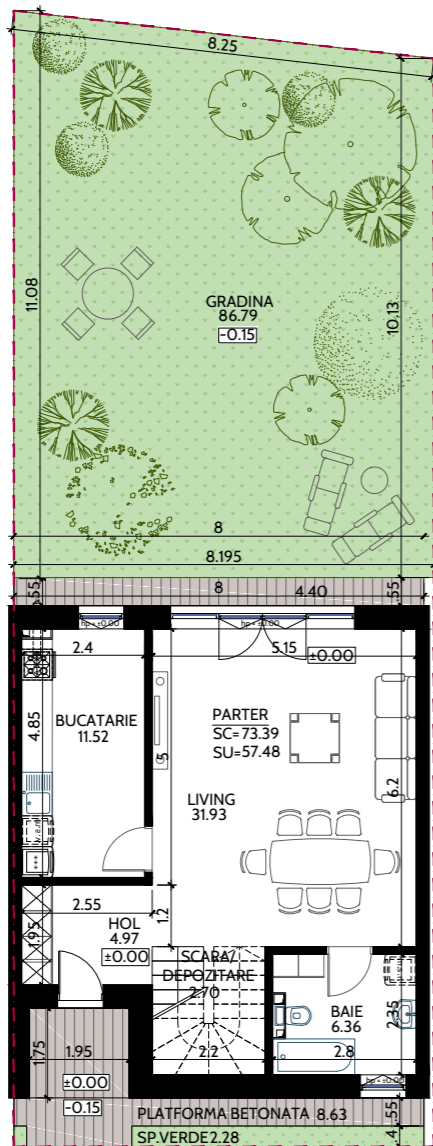 8.25
11.08
10.13
GRADINA
86.79
-0.15
8
8.195
.55
8
4.40
.55
hp = ±0.00
hp = ±0.00
2.4
5.15
±0.00
4.85
BUCATARIE
11.52
PARTER
SC=73.39
SU=57.48
5
6.2
LIVING
31.93
2.55
1.2
1.95
HOL
4.97
±0.00
SCARA/
DEPOZITARE
2.70
BAIE
6.36
2.35
1.75
1.95
2.2
2.8
±0.00
hp = ±0.00
-0.15
PLATFORMA BETONATA 8.63
.55
SP.VERDE 2.28